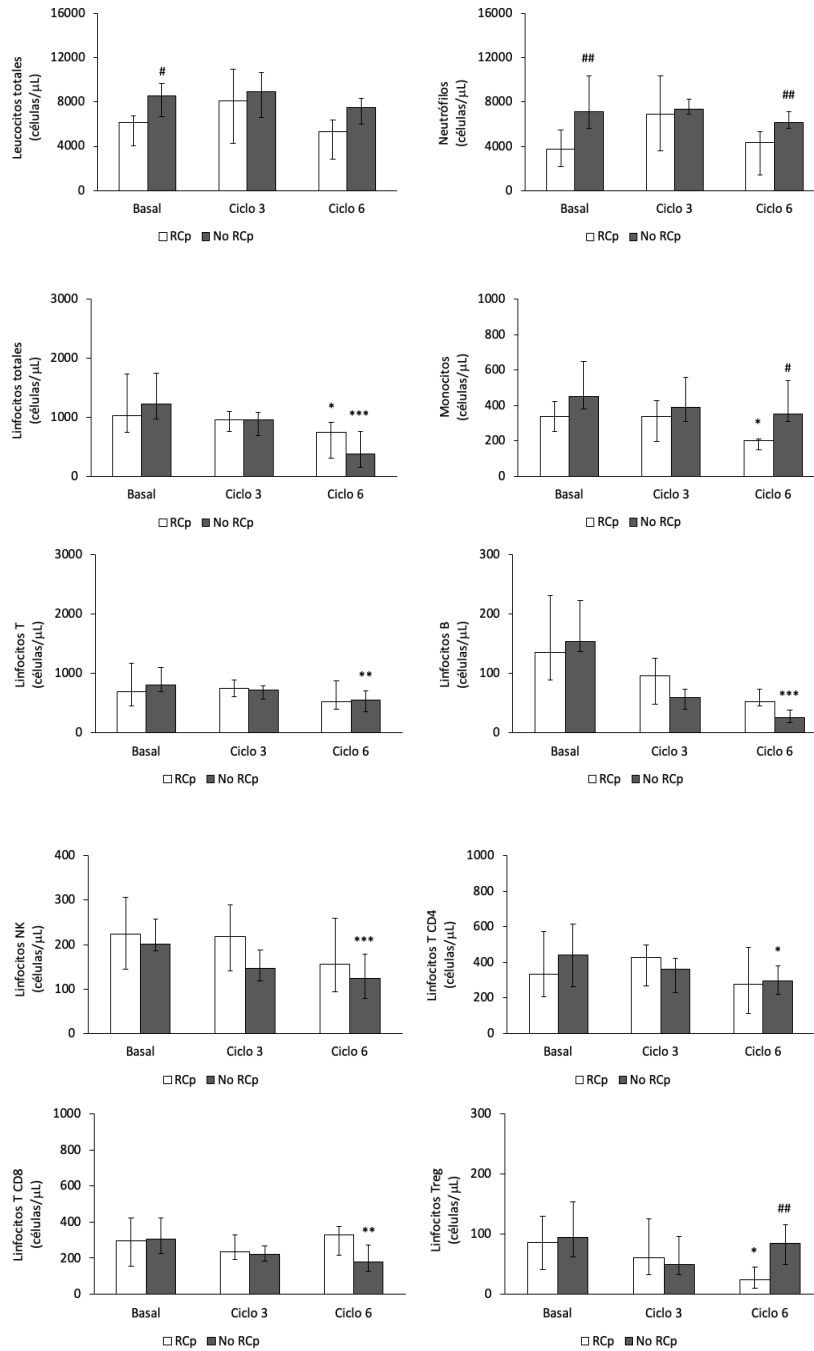 Leucocitos totales
(células/μL)
16000
12000
8000
4000
0
#
Basal
Ciclo 3
Ciclo 6
RCp No RCp
Neutrófilos
(células/μL)
16000
12000
8000
4000
0
##
##
Basal
Ciclo 3
Ciclo 6
RCp No RCp
Linfocitos totales
(células/μL)
3000
2000
1000
0
*
***
Basal
Ciclo 3
Ciclo 6
RCp No RCp
Monocitos
(células/μL)
1000
800
600
400
200
0
*
#
Basal
Ciclo 3
Ciclo 6
RCp No RCp
Linfocitos T
(células/μL)
3000
2000
1000
0
**
Basal
Ciclo 3
Ciclo 6
RCp No RCp
Linfocitos B
(células/μL)
300
200
100
0
***
Basal
Ciclo 3
Ciclo 6
RCp No RCp
Linfocitos NK
(células/μL)
400
300
200
100
0
***
Basal
Ciclo 3
Ciclo 6
RCp No RCp
Linfocitos T CD4
(células/μL)
1000
800
600
400
200
0
*
Basal
Ciclo 3
Ciclo 6
RCp No RCp
Linfocitos T CD8
(células/μL)
1000
800
600
400
200
0
**
Basal
Ciclo 3
Ciclo 6
RCp No RCp
Linfocitos Treg
(células/μL)
300
200
100
0
*
##
Basal
Ciclo 3
Ciclo 6
RCp No RCp